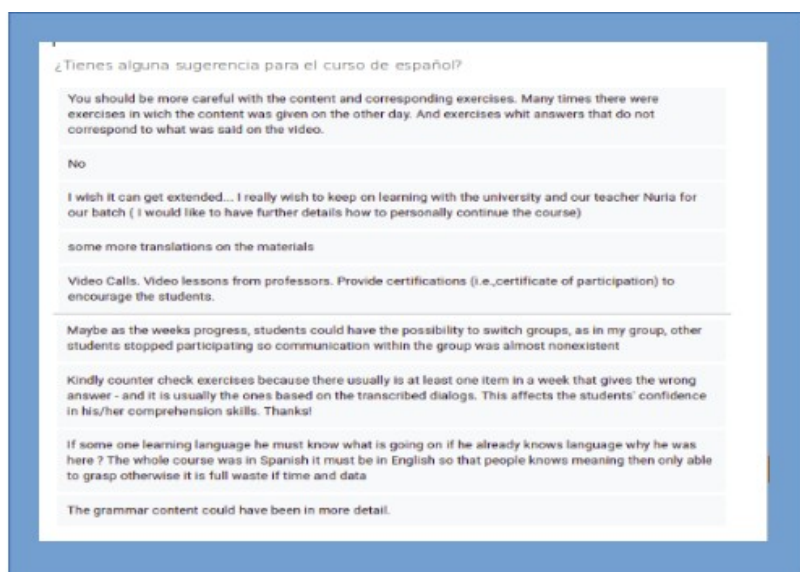 ¿Tienes alguna sugerencia para el curso de español?
You should be more careful with the content and corresponding exercises. Many times there were
exercises in wich the content was given on the other day. And exercises whit answers that do not
correspond to what was said on the video.
No
I wish it can get extended... I really wish to keep on learning with the university and our teacher Nuria for
our batch ( I would like to have further details how to personally continue the course)
some more translations on the materials
Video Calls. Video lessons from professors. Provide certifications (i.e.,certificate of participation) to
encourage the students.
Maybe as the weeks progress, students could have the possibility to switch groups, as in my group, other
students stopped participating so communication within the group was almost nonexistent
Kindly counter check exercises because there usually is at least one item in a week that gives the wrong
answer - and it is usually the ones based on the transcribed dialogs. This affects the students' confidence
in his/her comprehension skills. Thanks!
If some one learning language he must know what is going on if he already knows language why he was
here ? The whole course was in Spanish it must be in English so that people knows meaning then only able
to grasp otherwise it is full waste if time and data
The grammar content could have been in more detail.